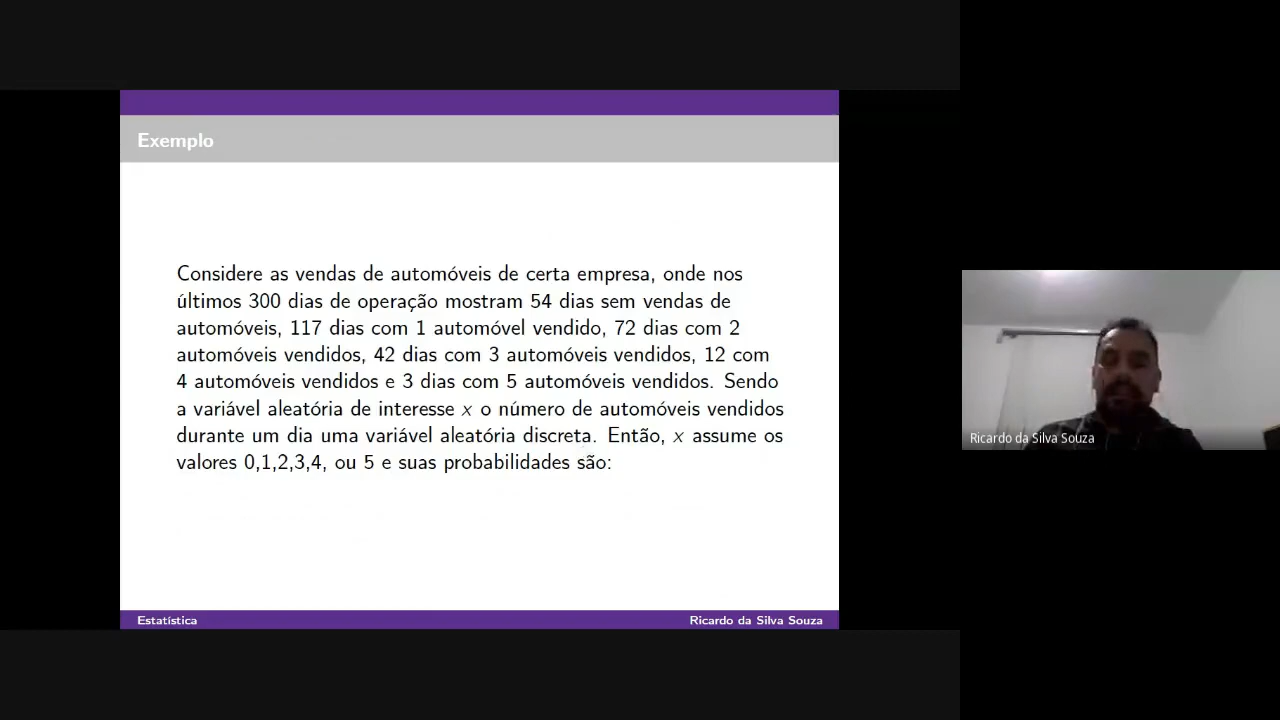 Exemplo
Considere as vendas de automóveis de certa empresa, onde nos
últimos 300 dias de operação mostram 54 dias sem vendas de
automóveis, 117 dias com 1 automóvel vendido, 72 dias com 2
automóveis vendidos, 42 dias com 3 automóveis vendidos, 12 com
4 automóveis vendidos e 3 dias com 5 automóveis vendidos. Sendo
a variável aleatória de interesse x o número de automóveis vendidos
durante um dia uma variável aleatória discreta. Então, x assume os
valores 0,1,2,3,4, ou 5 e suas probabilidades são:
Estatística
Ricardo da Silva Souza
Ricardo da Silva Souza